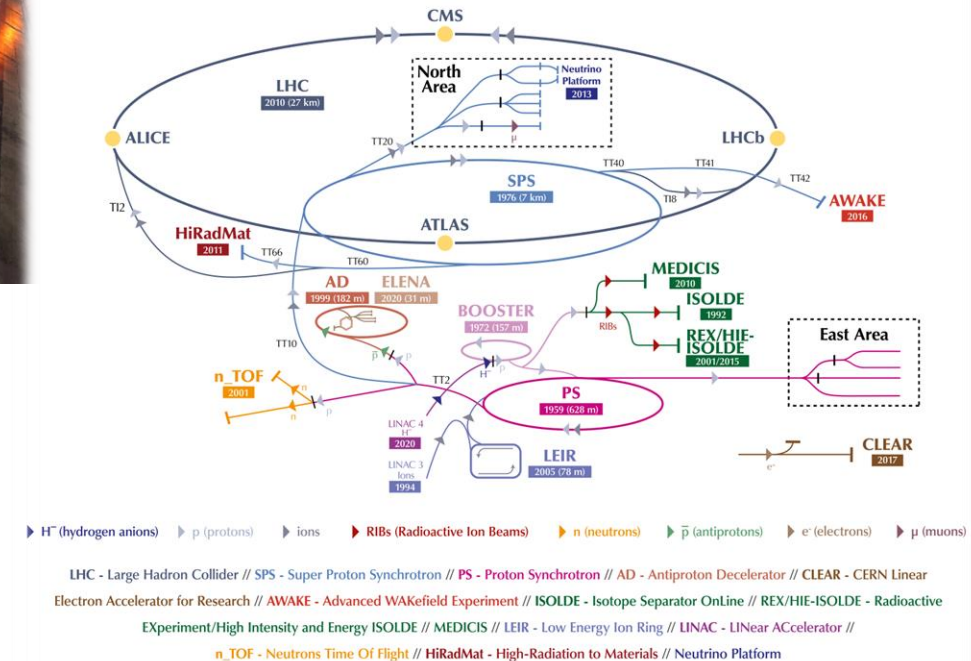 CMS
North
Area
Neutrino
Platform
2013
LHC
2010 (27 km)
μ
ALICE
LHCb
TT20
TT40
TT41
TT42
SPS
1976 (7 km)
TI8
TI2
AWAKE
2016
ATLAS
HiRadMat
2011
TT66
TT60
AD
1999 (182 m)
ELENA
2020 (31 m)
MEDICIS
2010
BOOSTER
1972 (157 m)
ISOLDE
1992
RIBs
REX/HIE-
ISOLDE
2001/2015
East Area
TT10
p̅
p
H⁻
p
n_TOF
2001
n
n
p
TT2
PS
1959 (628 m)
LINAC 4
H⁻
2020
LINAC 3
Ions
1994
LEIR
2005 (78 m)
CLEAR
2017
e⁻
H⁻ (hydrogen anions)
p (protons)
ions
RIBs (Radioactive Ion Beams)
n (neutrons)
p̅ (antiprotons)
e⁻ (electrons)
μ (muons)
LHC - Large Hadron Collider // SPS - Super Proton Synchrotron // PS - Proton Synchrotron // AD - Antiproton Decelerator // CLEAR - CERN Linear
Electron Accelerator for Research // AWAKE - Advanced WAKefield Experiment // ISOLDE - Isotope Separator OnLine // REX/HIE-ISOLDE - Radioactive
EXperiment/High Intensity and Energy ISOLDE // MEDICIS // LEIR - Low Energy Ion Ring // LINAC - LINear ACcelerator //
n_TOF - Neutrons Time Of Flight // HiRadMat - High-Radiation to Materials // Neutrino Platform